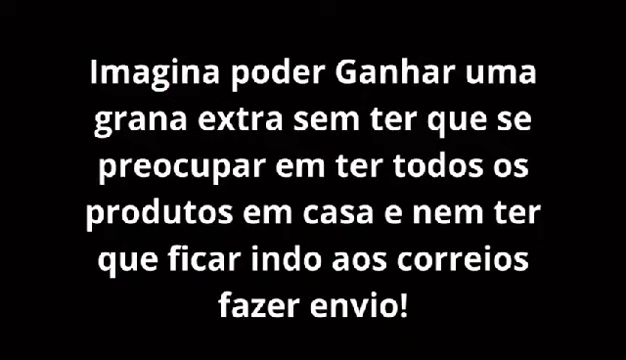 Imagina poder Ganhar uma
grana extra sem ter que se
preocupar em ter todos os
produtos em casa e nem ter
que ficar indo aos correios
fazer envio!